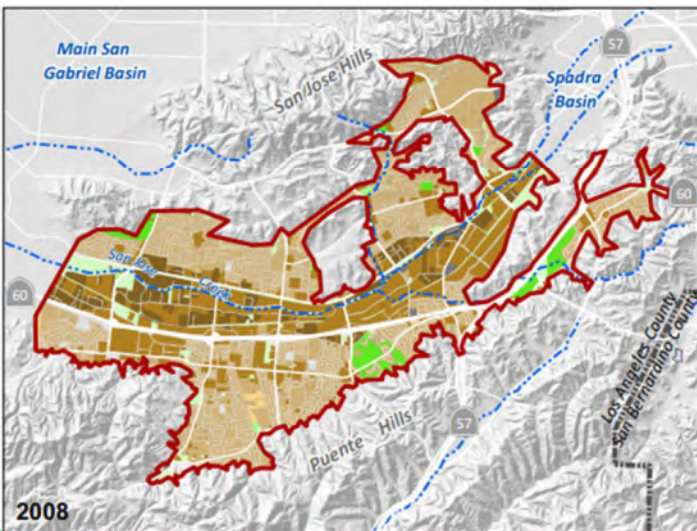 57
Main San
Gabriel Basin
San Jose Hills
Spadra
Basin
60
San Jose
Creek
60
Los Angeles County
San Bernardino County
Puente Hills
57
2008